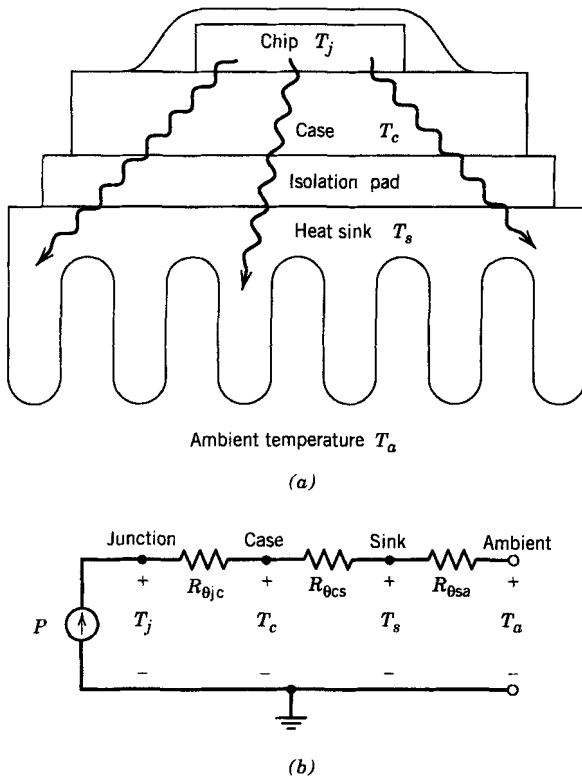 Chip T_j
Case T_c
Isolation pad
Heat sink T_s
Ambient temperature T_a
(a)
Junction Case Sink Ambient
+ + + +
R_θjc R_θcs R_θsa
P T_j T_c T_s T_a
− − − −
(b)